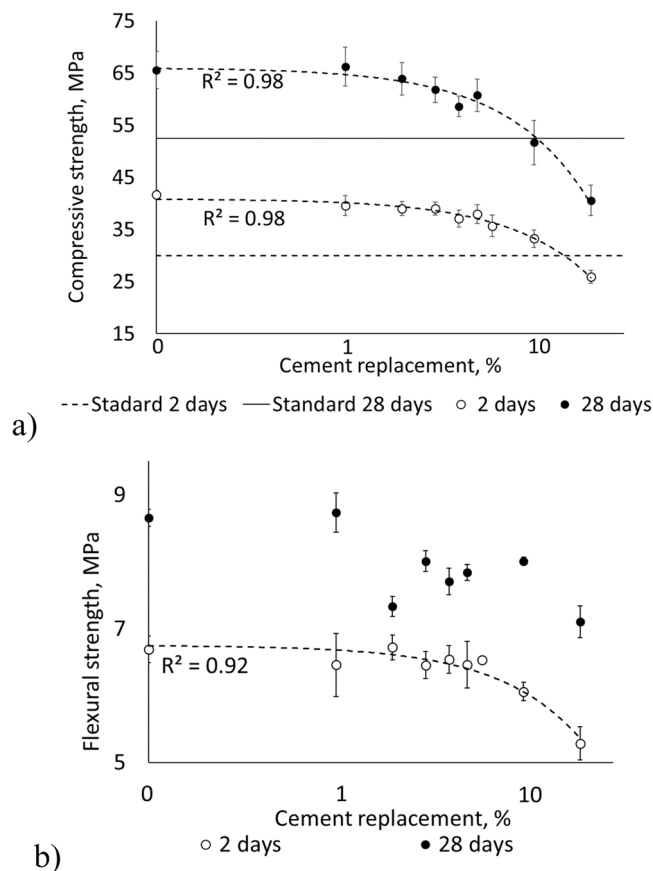 75
65
55
45
35
25
15
Compressive strength, MPa
R² = 0.98
R² = 0.98
0 1 10
Cement replacement, %
Stadard 2 days Standard 28 days 2 days 28 days
a)
9
7
5
Flexural strength, MPa
R² = 0.92
0 1 10
Cement replacement, %
2 days 28 days
b)